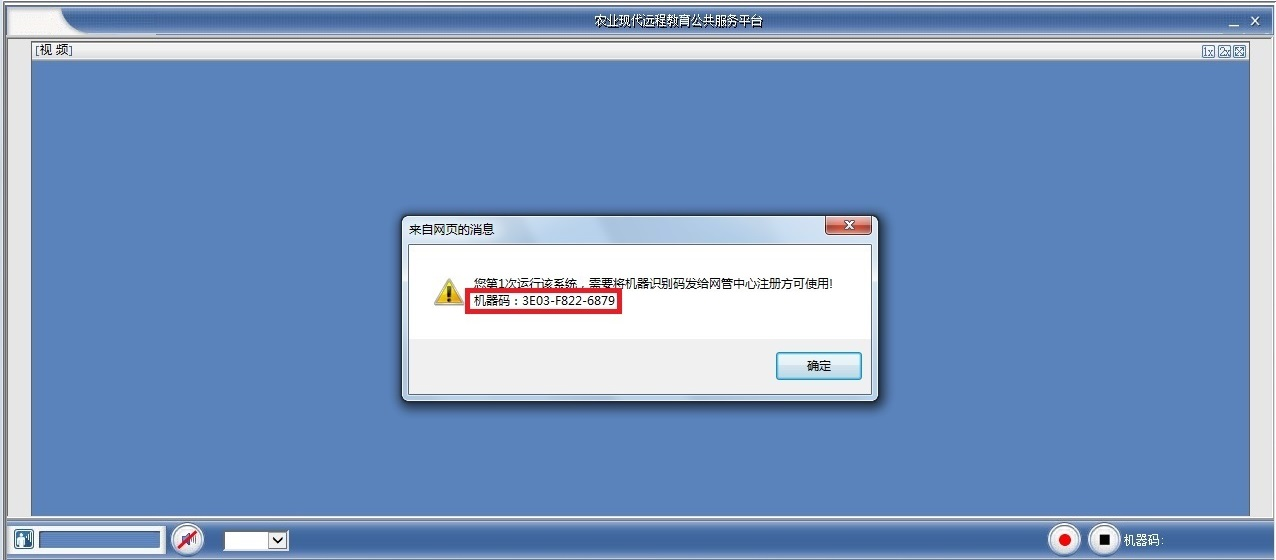 农业现代远程教育公共服务平台
[视 频]
1x 2x
来自网页的消息
您第1次运行该系统，需要将机器识别码发给网管中心注册方可使用!
机器码：3E03-F822-6879
确定
机器码: